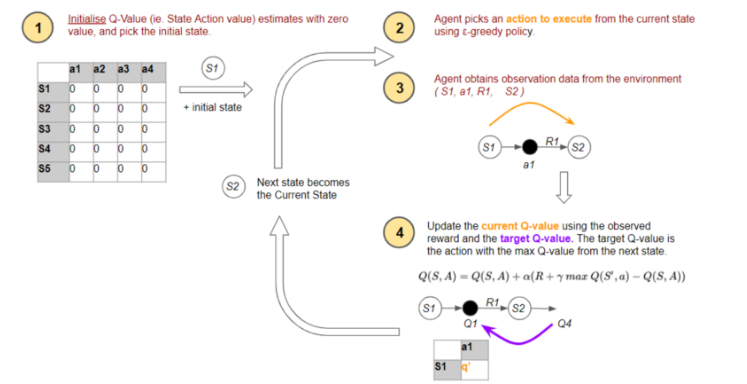 1
Initialise Q-Value (ie. State Action value) estimates with zero
value, and pick the initial state.
a1 a2 a3 a4
S1 0 0 0 0
S2 0 0 0 0
S3 0 0 0 0
S4 0 0 0 0
S5 0 0 0 0
S1
+ initial state
S2
Next state becomes
the Current State
2
Agent picks an action to execute from the current state
using ε-greedy policy.
3
Agent obtains observation data from the environment
( S1, a1, R1, S2 )
S1 R1 S2
a1
4
Update the current Q-value using the observed
reward and the target Q-value. The target Q-value is
the action with the max Q-value from the next state.
Q(S, A) = Q(S, A) + α(R + γ max Q(S', a) − Q(S, A))
S1 R1 S2
Q1 Q4
a1
S1 q'